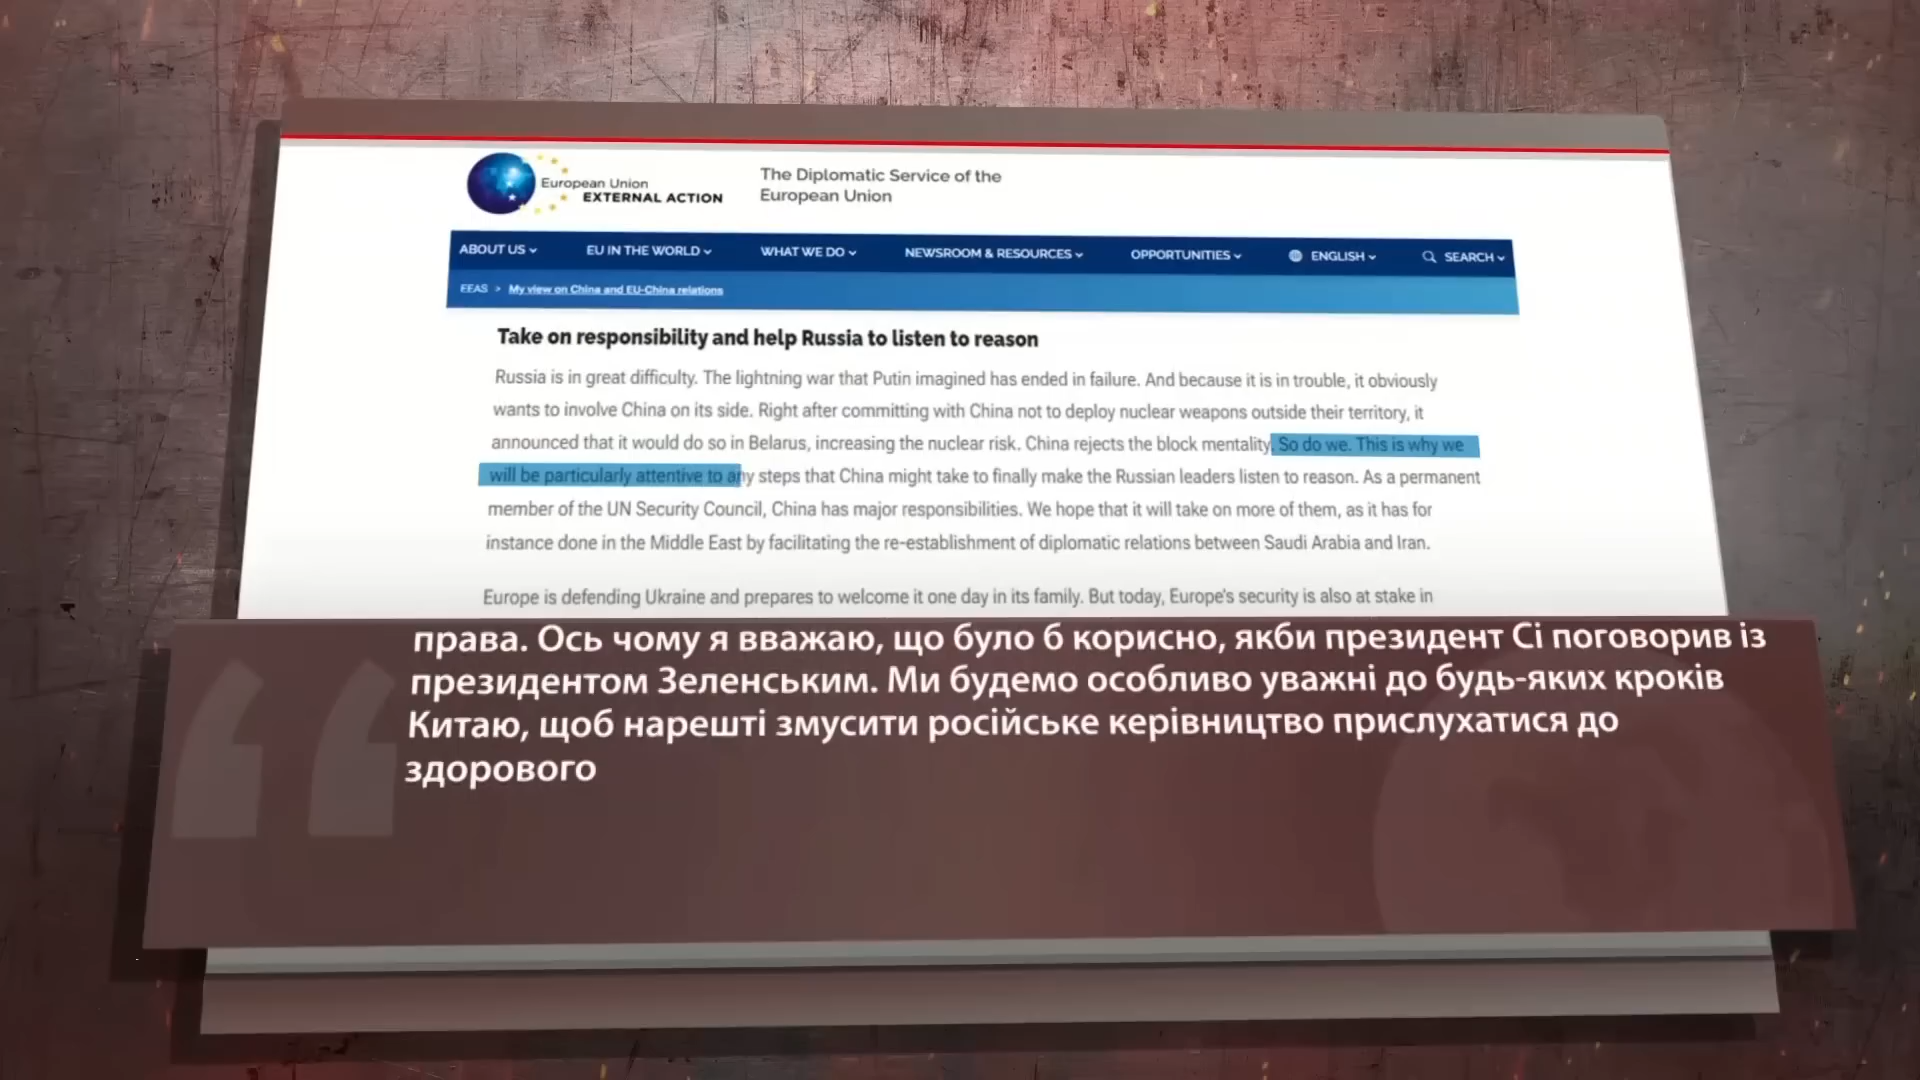 European Union
EXTERNAL ACTION
The Diplomatic Service of the
European Union
ABOUT US
EU IN THE WORLD
WHAT WE DO
NEWSROOM & RESOURCES
OPPORTUNITIES
ENGLISH
SEARCH
EEAS > My view on China and EU-China relations
Take on responsibility and help Russia to listen to reason
Russia is in great difficulty. The lightning war that Putin imagined has ended in failure. And because it is in trouble, it obviously
wants to involve China on its side. Right after committing with China not to deploy nuclear weapons outside their territory, it
announced that it would do so in Belarus, increasing the nuclear risk. China rejects the block mentality. So do we. This is why we
will be particularly attentive to any steps that China might take to finally make the Russian leaders listen to reason. As a permanent
member of the UN Security Council, China has major responsibilities. We hope that it will take on more of them, as it has for
instance done in the Middle East by facilitating the re-establishment of diplomatic relations between Saudi Arabia and Iran.
Europe is defending Ukraine and prepares to welcome it one day in its family. But today, Europe's security is also at stake in
права. Ось чому я вважаю, що було б корисно, якби президент Сі поговорив із
президентом Зеленським. Ми будемо особливо уважні до будь-яких кроків
Китаю, щоб нарешті змусити російське керівництво прислухатися до
здорового